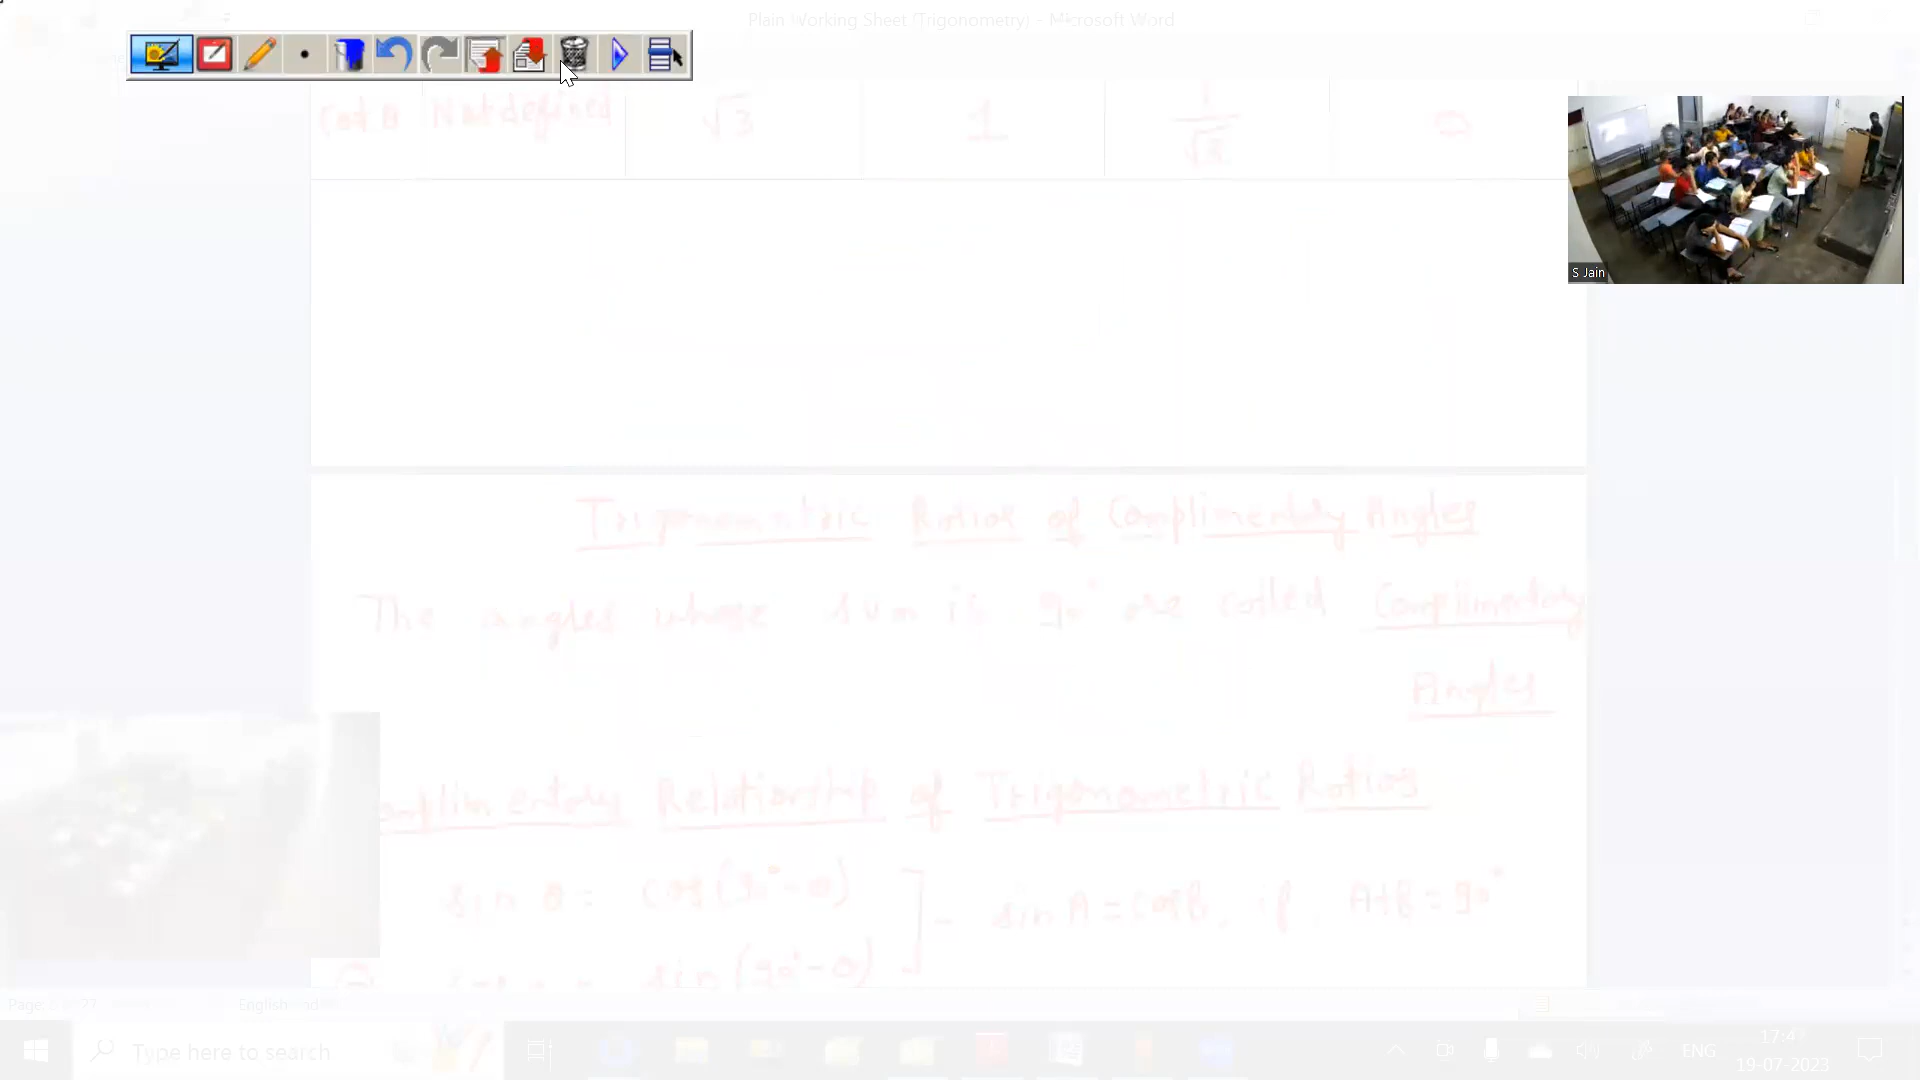 Plain Working Sheet (Trigonometry) - Microsoft Word
Cot θ Not defined √3 1 1/√3 0
S Jain
Trigonometric Ratios of Complimentary Angles
The angles whose sum is 90° are called Complimentary
Angles
Relationship of Trigonometric Ratios
sin θ = cos(90°-θ)
sin A = cos B, if A+B = 90°
sin(90°-θ)
English
Type here to search
ENG
19-07-2023